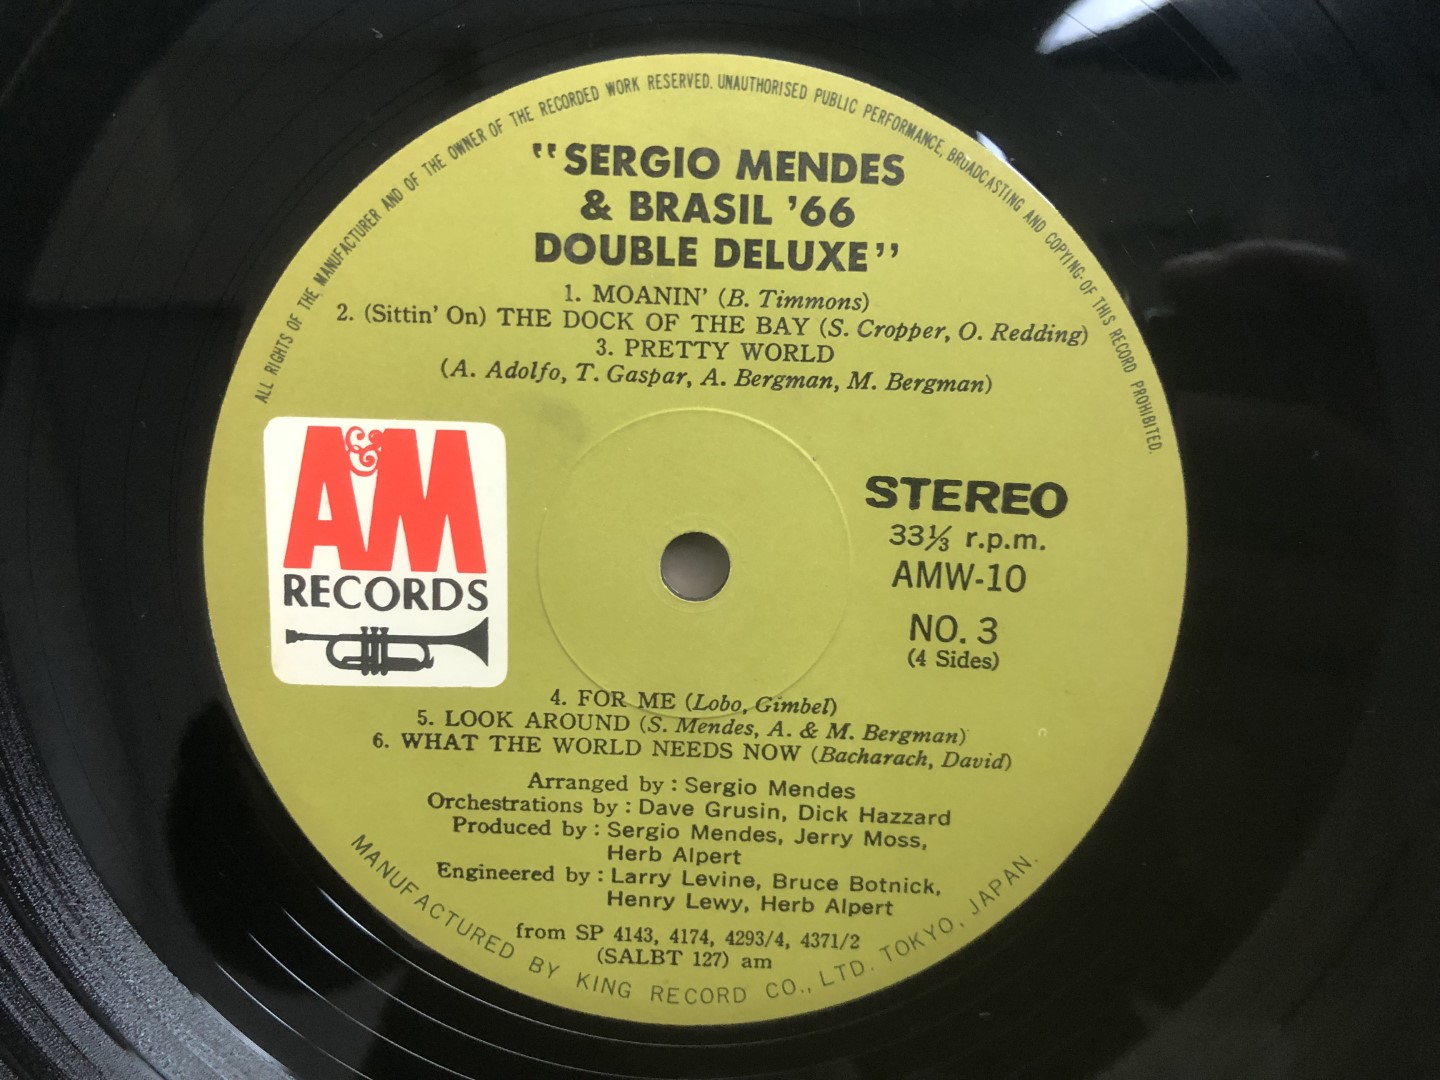 ALL RIGHTS OF THE MANUFACTURER AND OF THE OWNER OF THE RECORDED WORK RESERVED. UNAUTHORISED PUBLIC PERFORMANCE, BROADCASTING AND COPYING-OF THIS RECORD PROHIBITED.
"SERGIO MENDES
& BRASIL '66
DOUBLE DELUXE"
1. MOANIN' (B. Timmons)
2. (Sittin' On) THE DOCK OF THE BAY (S. Cropper, O. Redding)
3. PRETTY WORLD
(A. Adolfo, T. Gaspar, A. Bergman, M. Bergman)
A&M
RECORDS
STEREO
33⅓ r.p.m.
AMW-10
NO. 3
(4 Sides)
4. FOR ME (Lobo, Gimbel)
5. LOOK AROUND (S. Mendes, A. & M. Bergman)
6. WHAT THE WORLD NEEDS NOW (Bacharach, David)
Arranged by : Sergio Mendes
Orchestrations by : Dave Grusin, Dick Hazzard
Produced by : Sergio Mendes, Jerry Moss,
Herb Alpert
Engineered by : Larry Levine, Bruce Botnick,
Henry Lewy, Herb Alpert
from SP 4143, 4174, 4293/4, 4371/2
(SALBT 127) am
MANUFACTURED BY KING RECORD CO., LTD. TOKYO, JAPAN.